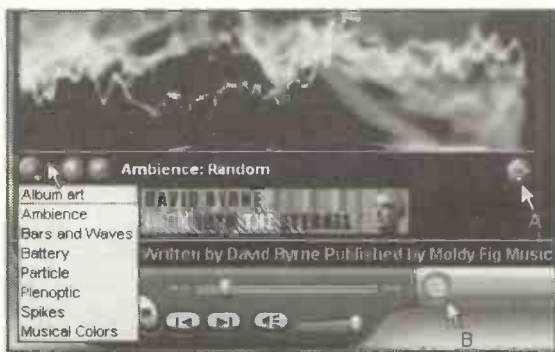 Ambience: Random
Album art
Ambience
Bars and Waves
Battery
Particle
Plenoptic
Spikes
Musical Colors
DAVID BYRNE
THE
Written by David Byrne Published by Moldy Fig Music
A
B